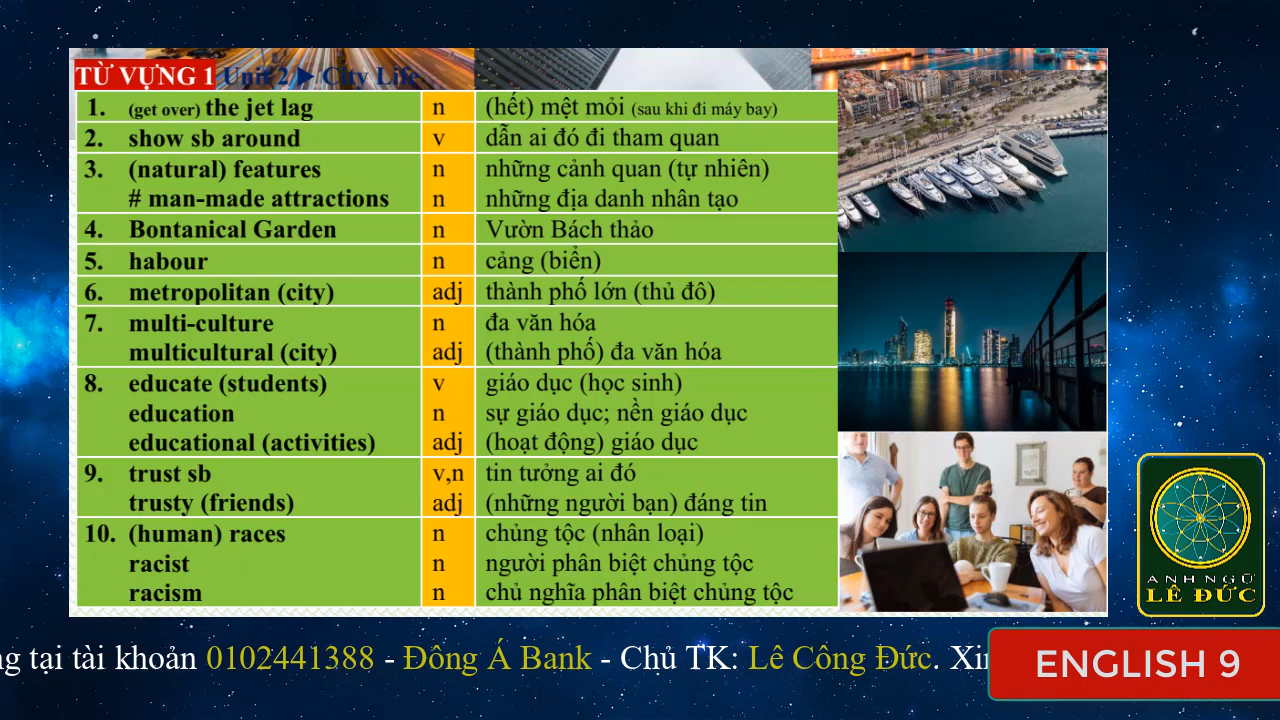 TỪ VỰNG 1 Unit 2 ▶ City Life
1. (get over) the jet lag n (hết) mệt mỏi (sau khi đi máy bay)
2. show sb around v dẫn ai đó đi tham quan
3. (natural) features n những cảnh quan (tự nhiên)
# man-made attractions n những địa danh nhân tạo
4. Bontanical Garden n Vườn Bách thảo
5. habour n cảng (biển)
6. metropolitan (city) adj thành phố lớn (thủ đô)
7. multi-culture n đa văn hóa
multicultural (city) adj (thành phố) đa văn hóa
8. educate (students) v giáo dục (học sinh)
education n sự giáo dục; nền giáo dục
educational (activities) adj (hoạt động) giáo dục
9. trust sb v,n tin tưởng ai đó
trusty (friends) adj (những người bạn) đáng tin
10. (human) races n chủng tộc (nhân loại)
racist n người phân biệt chủng tộc
racism n chủ nghĩa phân biệt chủng tộc
ANH NGỮ
LÊ ĐỨC
ng tại tài khoản 0102441388 - Đông Á Bank - Chủ TK: Lê Công Đức. Xin
ENGLISH 9